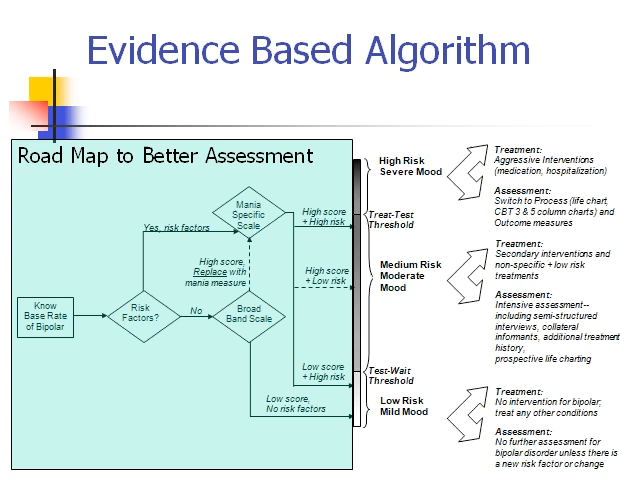 Evidence Based Algorithm
Road Map to Better Assessment
Know
Base Rate
of Bipolar
Risk
Factors?
Yes, risk factors
No
Mania
Specific
Scale
High score,
Replace with
mania measure
Broad
Band Scale
High score
+ High risk
High score
+ Low risk
Low score
+ High risk
Low score,
No risk factors
High Risk
Severe Mood
Treat-Test
Threshold
Medium Risk
Moderate
Mood
Test-Wait
Threshold
Low Risk
Mild Mood
Treatment:
Aggressive Interventions
(medication, hospitalization)
Assessment:
Switch to Process (life chart,
CBT 3 & 5 column charts) and
Outcome measures
Treatment:
Secondary interventions and
non-specific + low risk
treatments
Assessment:
Intensive assessment--
including semi-structured
interviews, collateral
informants, additional treatment
history,
prospective life charting
Treatment:
No intervention for bipolar;
treat any other conditions
Assessment:
No further assessment for
bipolar disorder unless there is
a new risk factor or change